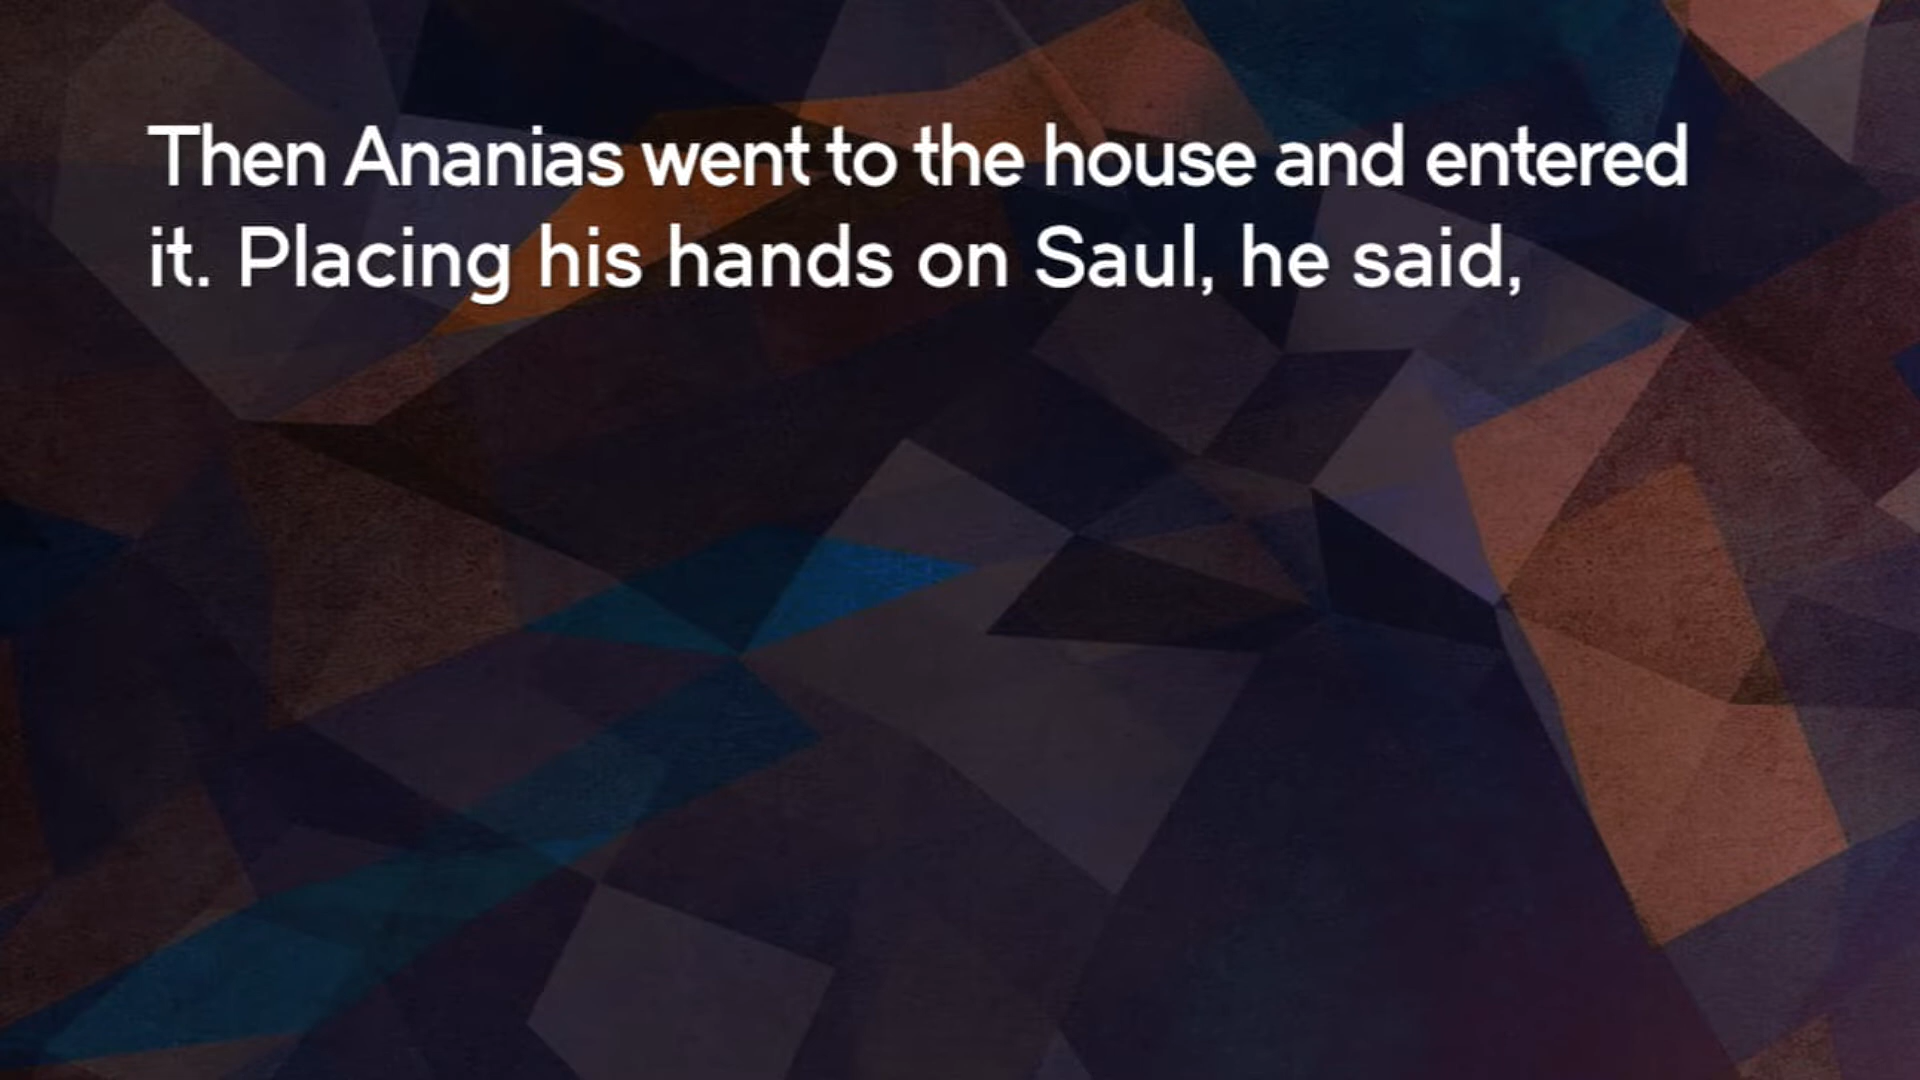 Then Ananias went to the house and entered
it. Placing his hands on Saul, he said,